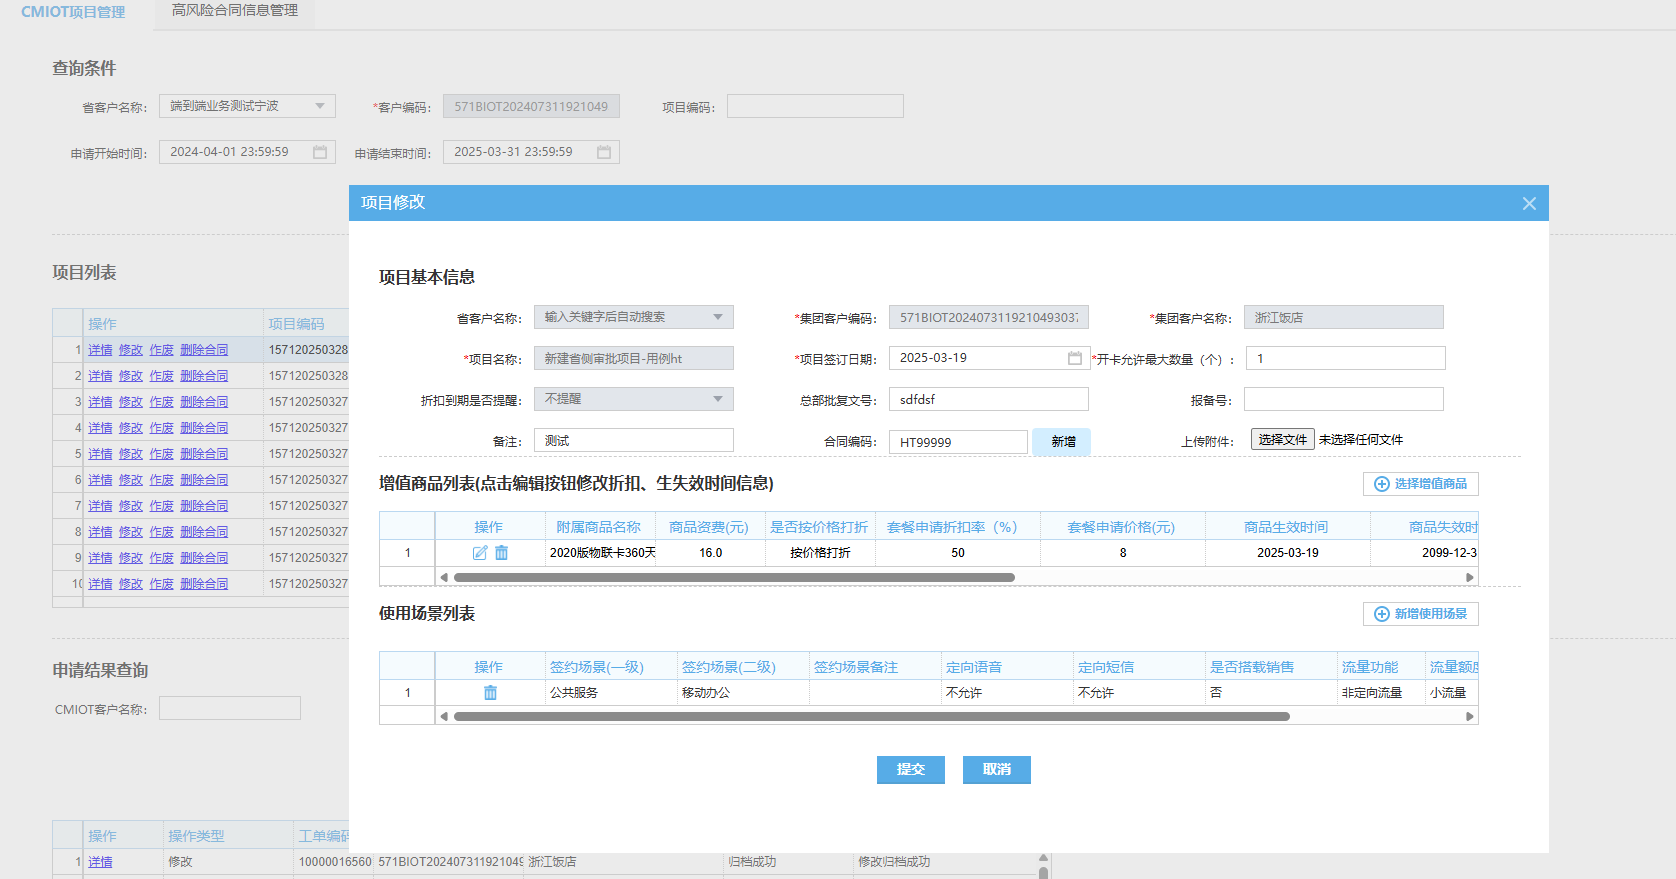 CMIOT项目管理 高风险合同信息管理
查询条件
省客户名称: 端到端业务测试宁波 *客户编码: 571BIOT202407311921049 项目编码:
申请开始时间: 2024-04-01 23:59:59 申请结束时间: 2025-03-31 23:59:59
项目修改
项目列表
项目基本信息
省客户名称: 输入关键字后自动搜索 *集团客户编码: 571BIOT20240731192104930 *集团客户名称: 浙江饭店
*项目名称: 新建省侧审批项目-用例ht *项目签订日期: 2025-03-19 *开卡允许最大数量（个）: 1
折扣到期是否提醒: 不提醒 总部批复文号: sdfdsf 报备号:
备注: 测试 合同编码: HT99999 新增 上传附件: 选择文件 未选择任何文件
操作 项目编码
1 详情 修改 作废 删除合同 157120250328
2 详情 修改 作废 删除合同 157120250328
3 详情 修改 作废 删除合同 157120250327
4 详情 修改 作废 删除合同 157120250327
5 详情 修改 作废 删除合同 157120250327
6 详情 修改 作废 删除合同 157120250327
7 详情 修改 作废 删除合同 157120250327
8 详情 修改 作废 删除合同 157120250327
9 详情 修改 作废 删除合同 157120250327
10 详情 修改 作废 删除合同 157120250327
增值商品列表(点击编辑按钮修改折扣、生失效时间信息) 选择增值商品
操作 附属商品名称 商品资费(元) 是否按价格打折 套餐申请折扣率（%） 套餐申请价格(元) 商品生效时间 商品失效时
1 2020版物联卡360天 16.0 按价格打折 50 8 2025-03-19 2099-12-3
使用场景列表 新增使用场景
操作 签约场景(一级) 签约场景(二级) 签约场景备注 定向语音 定向短信 是否搭载销售 流量功能 流量额度
1 公共服务 移动办公 不允许 不允许 否 非定向流量 小流量
提交 取消
申请结果查询
CMIOT客户名称:
操作 操作类型 工单编码
1 详情 修改 10000016560 571BIOT202407311921049 浙江饭店 归档成功 修改归档成功